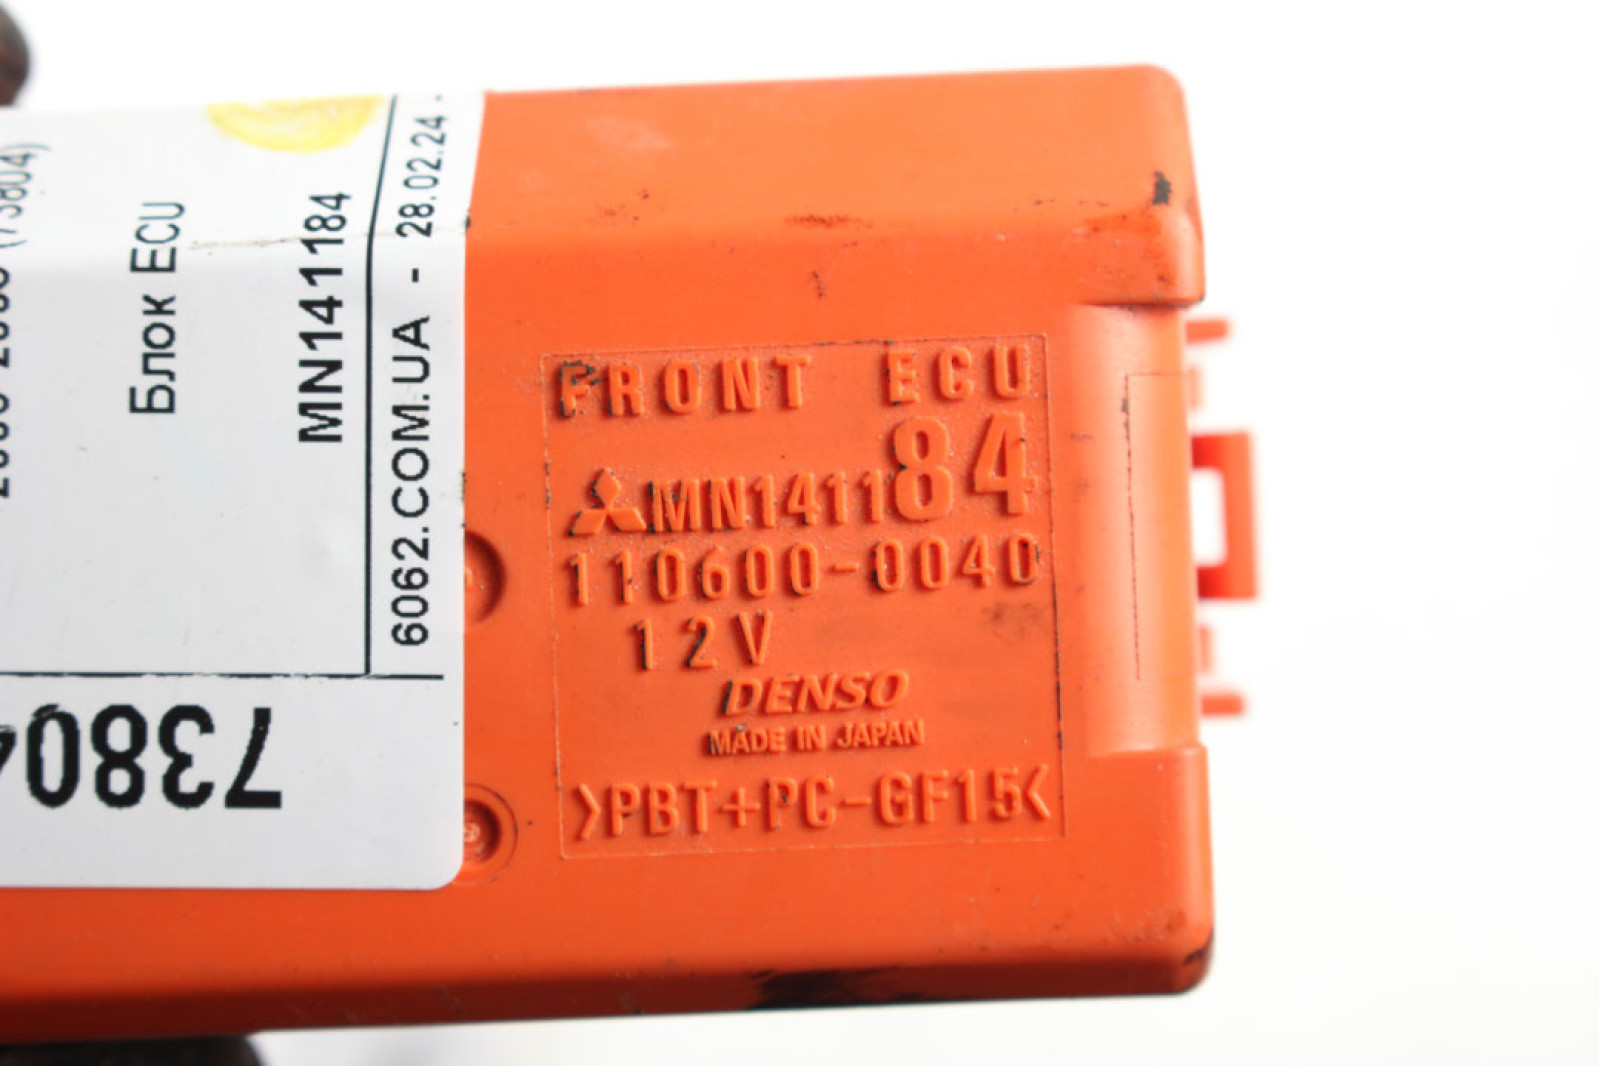 (73804)
Блок ECU
MN141184
6062.COM.UA - 28.02.24 -
7380
FRONT ECU
MN141184
110600-0040
12V
DENSO
MADE IN JAPAN
>PBT+PC-GF15<